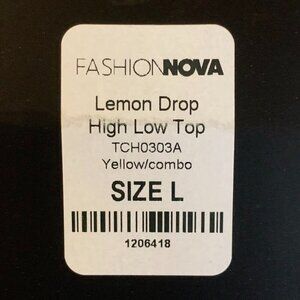 FASHIONNOVA
Lemon Drop
High Low Top
TCH0303A
Yellow/combo
SIZE L
1206418